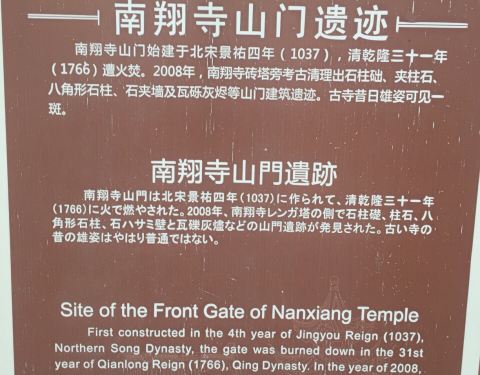 南翔寺山门遗迹
南翔寺山门始建于北宋景祐四年（1037），清乾隆三十一年
（1766）遭火焚。2008年，南翔寺砖塔旁考古清理出石柱础、夹柱石、
八角形石柱、石夹墙及瓦砾灰烬等山门建筑遗迹。古寺昔日雄姿可见一
斑。
南翔寺山門遺跡
南翔寺山門は北宋景祐四年(1037)に作られて、清乾隆三十一年
(1766)に火で燃やされた。2008年、南翔寺レンガ塔の側で石柱礎、柱石、八
角形石柱、石ハサミ壁と瓦礫灰燼などの山門遺跡が発見された。古い寺の
昔の雄姿はやはり普通ではない。
Site of the Front Gate of Nanxiang Temple
First constructed in the 4th year of Jingyou Reign (1037),
Northern Song Dynasty, the gate was burned down in the 31st
year of Qianlong Reign (1766), Qing Dynasty. In the year of 2008,